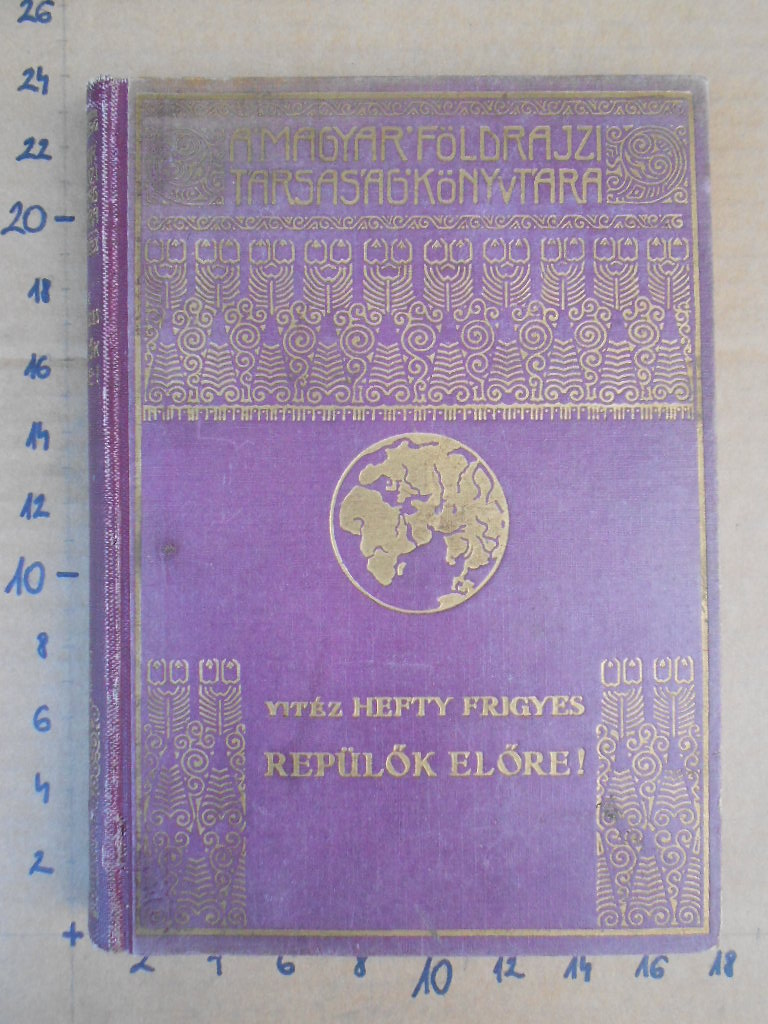 A MAGYAR FÖLDRAJZI
TÁRSASÁG KÖNYVTÁRA
VITÉZ HEFTY FRIGYES
REPÜLŐK ELŐRE!
26
24
22
20
18
16
14
12
10
8
6
4
2
+
2 4 6 8 10 12 14 16 18